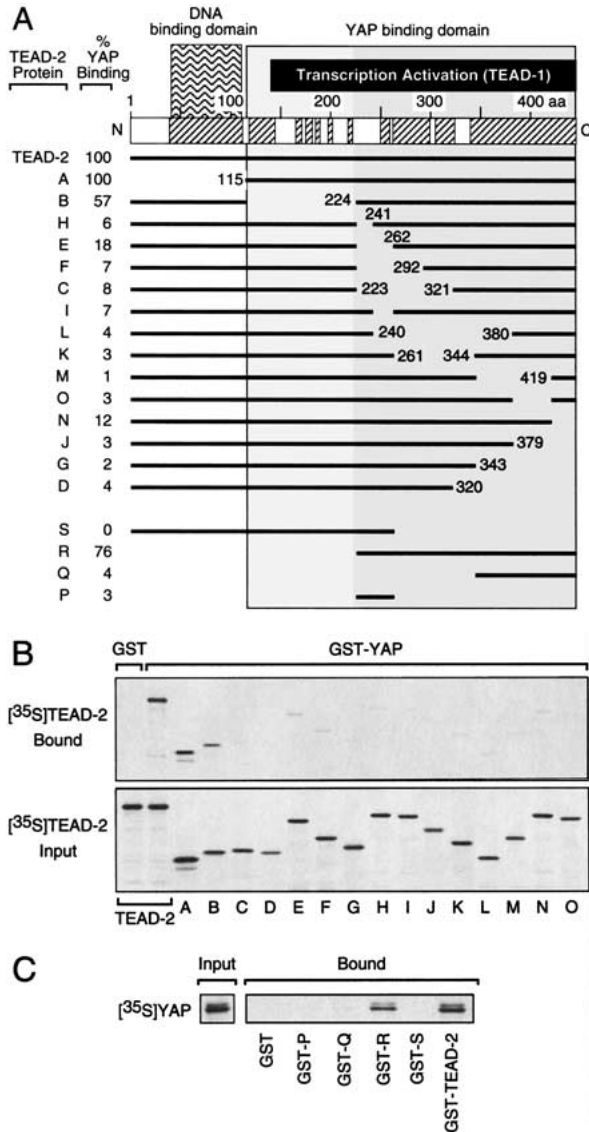 A
DNA binding domain
YAP binding domain
TEAD-2 Protein
% YAP Binding
Transcription Activation (TEAD-1)
1 100 200 300 400 aa
N C
TEAD-2 100
A 100 115
B 57 224
H 6 241
E 18 262
F 7 292
C 8 223 321
I 7
L 4 240 380
K 3 261 344
M 1 419
O 3
N 12
J 3 379
G 2 343
D 4 320
S 0
R 76
Q 4
P 3
B
GST GST-YAP
[35S]TEAD-2 Bound
[35S]TEAD-2 Input
TEAD-2 A B C D E F G H I J K L M N O
C
Input Bound
[35S]YAP
GST GST-P GST-Q GST-R GST-S GST-TEAD-2